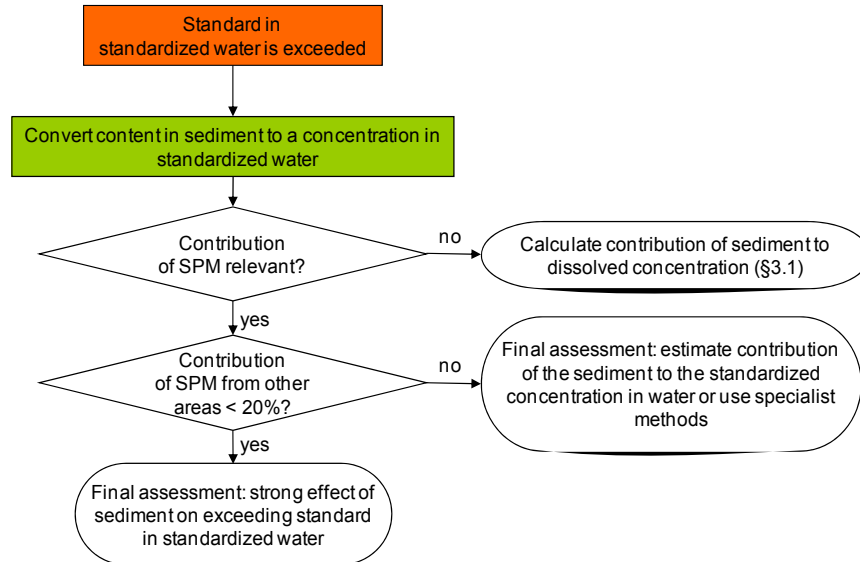 Standard in
standardized water is exceeded
Convert content in sediment to a concentration in
standardized water
Contribution
of SPM relevant?
no
Calculate contribution of sediment to
dissolved concentration (§3.1)
yes
Contribution
of SPM from other
areas < 20%?
no
Final assessment: estimate contribution
of the sediment to the standardized
concentration in water or use specialist
methods
yes
Final assessment: strong effect of
sediment on exceeding standard
in standardized water